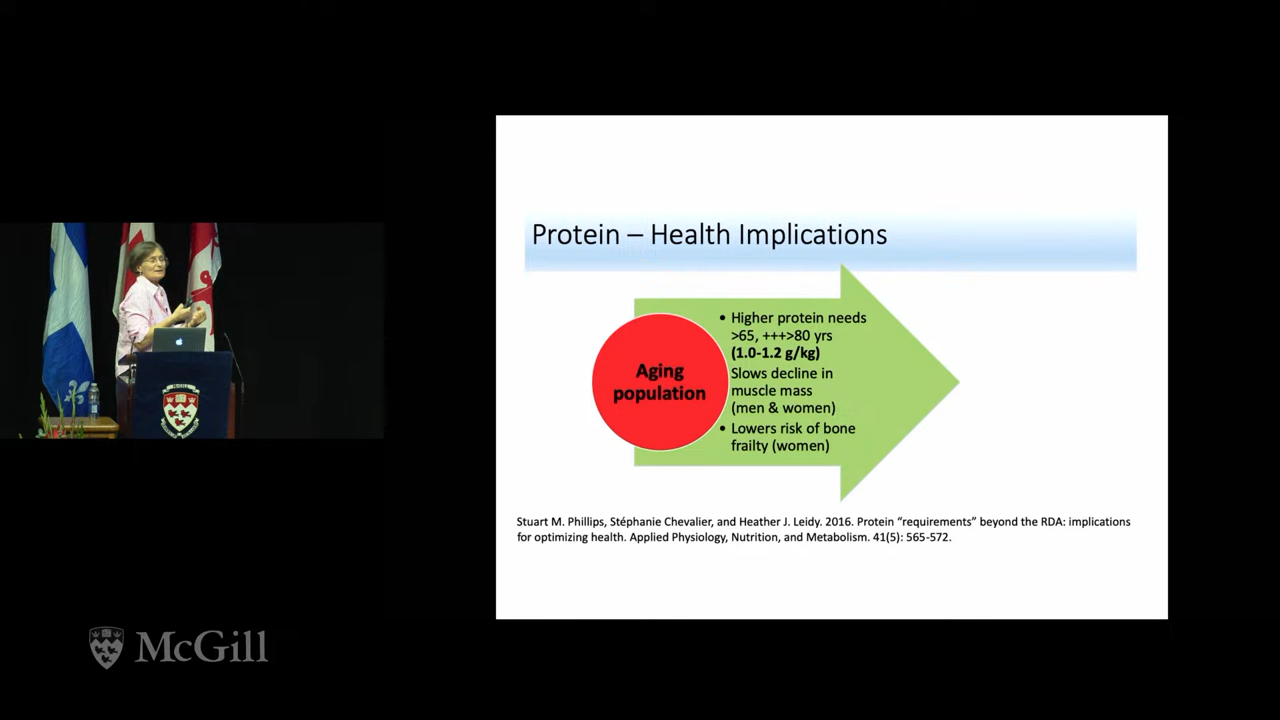 Protein – Health Implications
Aging
population
• Higher protein needs
>65, +++>80 yrs
(1.0-1.2 g/kg)
Slows decline in
muscle mass
(men & women)
• Lowers risk of bone
frailty (women)
Stuart M. Phillips, Stéphanie Chevalier, and Heather J. Leidy. 2016. Protein “requirements” beyond the RDA: implications
for optimizing health. Applied Physiology, Nutrition, and Metabolism. 41(5): 565-572.
McGill
McGill